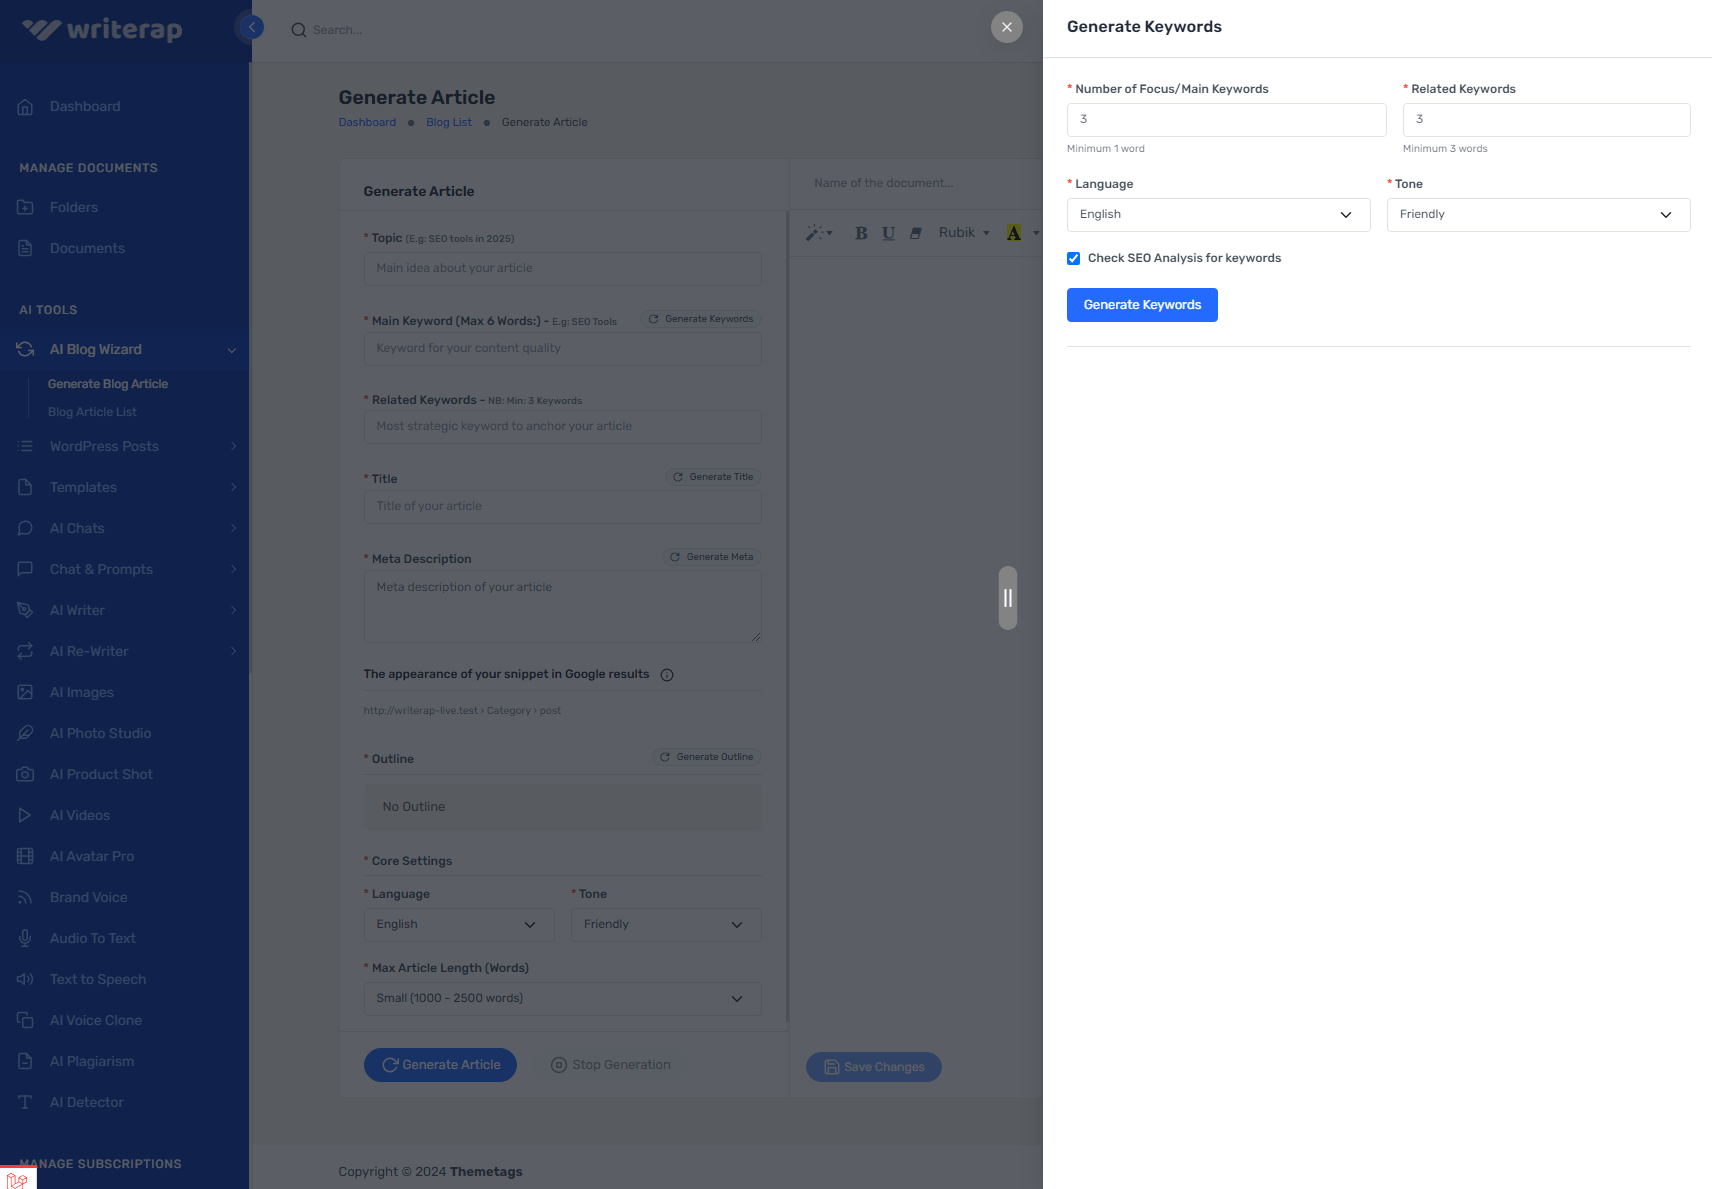 writerap
Search...
Dashboard
MANAGE DOCUMENTS
Folders
Documents
AI TOOLS
AI Blog Wizard
Generate Blog Article
Blog Article List
WordPress Posts
Templates
AI Chats
Chat & Prompts
AI Writer
AI Re-Writer
AI Images
AI Photo Studio
AI Product Shot
AI Videos
AI Avatar Pro
Brand Voice
Audio To Text
Text to Speech
AI Voice Clone
AI Plagiarism
AI Detector
MANAGE SUBSCRIPTIONS
Generate Article
Dashboard ● Blog List ● Generate Article
Generate Article
* Topic (E.g: SEO tools in 2025)
Main idea about your article
* Main Keyword (Max 6 Words:) - E.g: SEO Tools Generate Keywords
Keyword for your content quality
* Related Keywords - NB: Min: 3 Keywords
Most strategic keyword to anchor your article
* Title Generate Title
Title of your article
* Meta Description Generate Meta
Meta description of your article
The appearance of your snippet in Google results
http://writerap-live.test › Category › post
* Outline Generate Outline
No Outline
* Core Settings
* Language * Tone
English Friendly
* Max Article Length (Words)
Small (1000 - 2500 words)
Generate Article Stop Generation
Name of the document...
B U Rubik A
Save Changes
Copyright © 2024 Themetags
Generate Keywords
* Number of Focus/Main Keywords * Related Keywords
3 3
Minimum 1 word Minimum 3 words
* Language * Tone
English Friendly
Check SEO Analysis for keywords
Generate Keywords